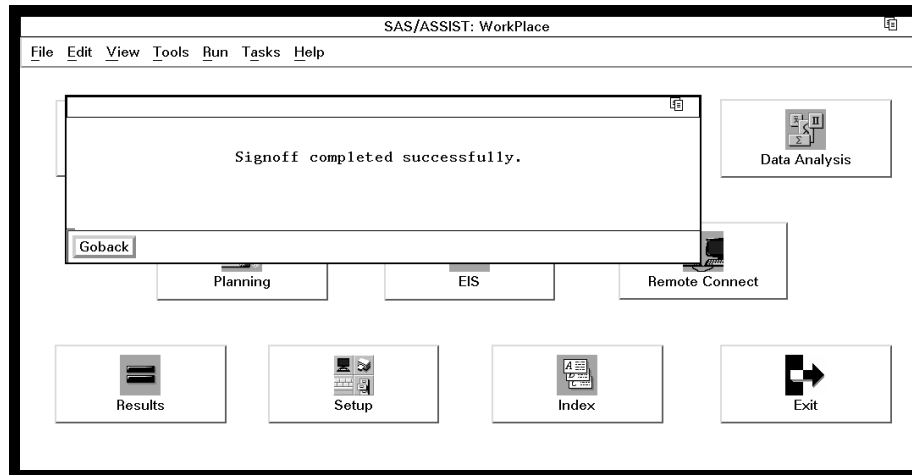 SAS/ASSIST: WorkPlace
File Edit View Tools Run Tasks Help
Signoff completed successfully.
Goback
Data Analysis
Planning
EIS
Remote Connect
Results
Setup
Index
Exit